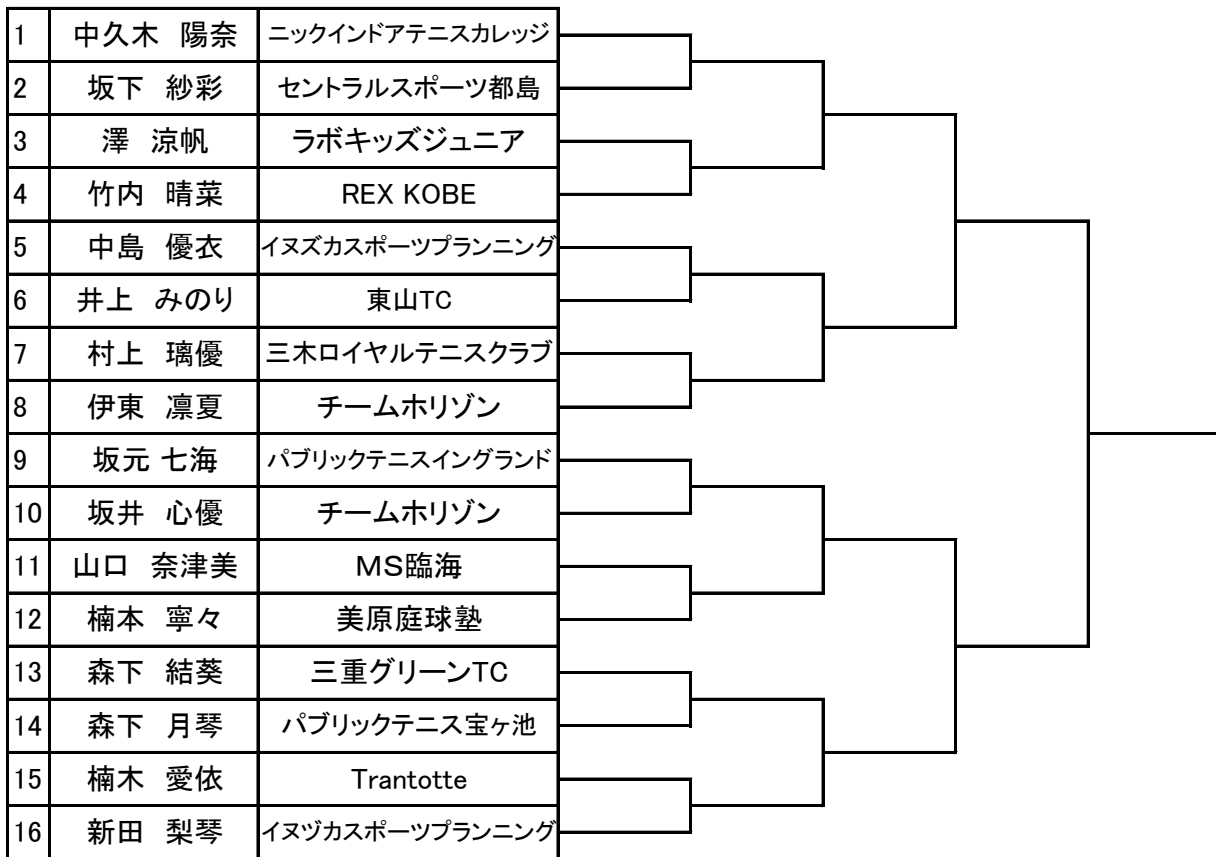 1 中久木 陽奈 ニックインドアテニスカレッジ
2 坂下 紗彩 セントラルスポーツ都島
3 澤 涼帆 ラボキッズジュニア
4 竹内 晴菜 REX KOBE
5 中島 優衣 イヌズカスポーツプランニング
6 井上 みのり 東山TC
7 村上 璃優 三木ロイヤルテニスクラブ
8 伊東 凛夏 チームホリゾン
9 坂元 七海 パブリックテニスイングランド
10 坂井 心優 チームホリゾン
11 山口 奈津美 MS臨海
12 楠本 寧々 美原庭球塾
13 森下 結葵 三重グリーンTC
14 森下 月琴 パブリックテニス宝ヶ池
15 楠木 愛依 Trantotte
16 新田 梨琴 イヌヅカスポーツプランニング